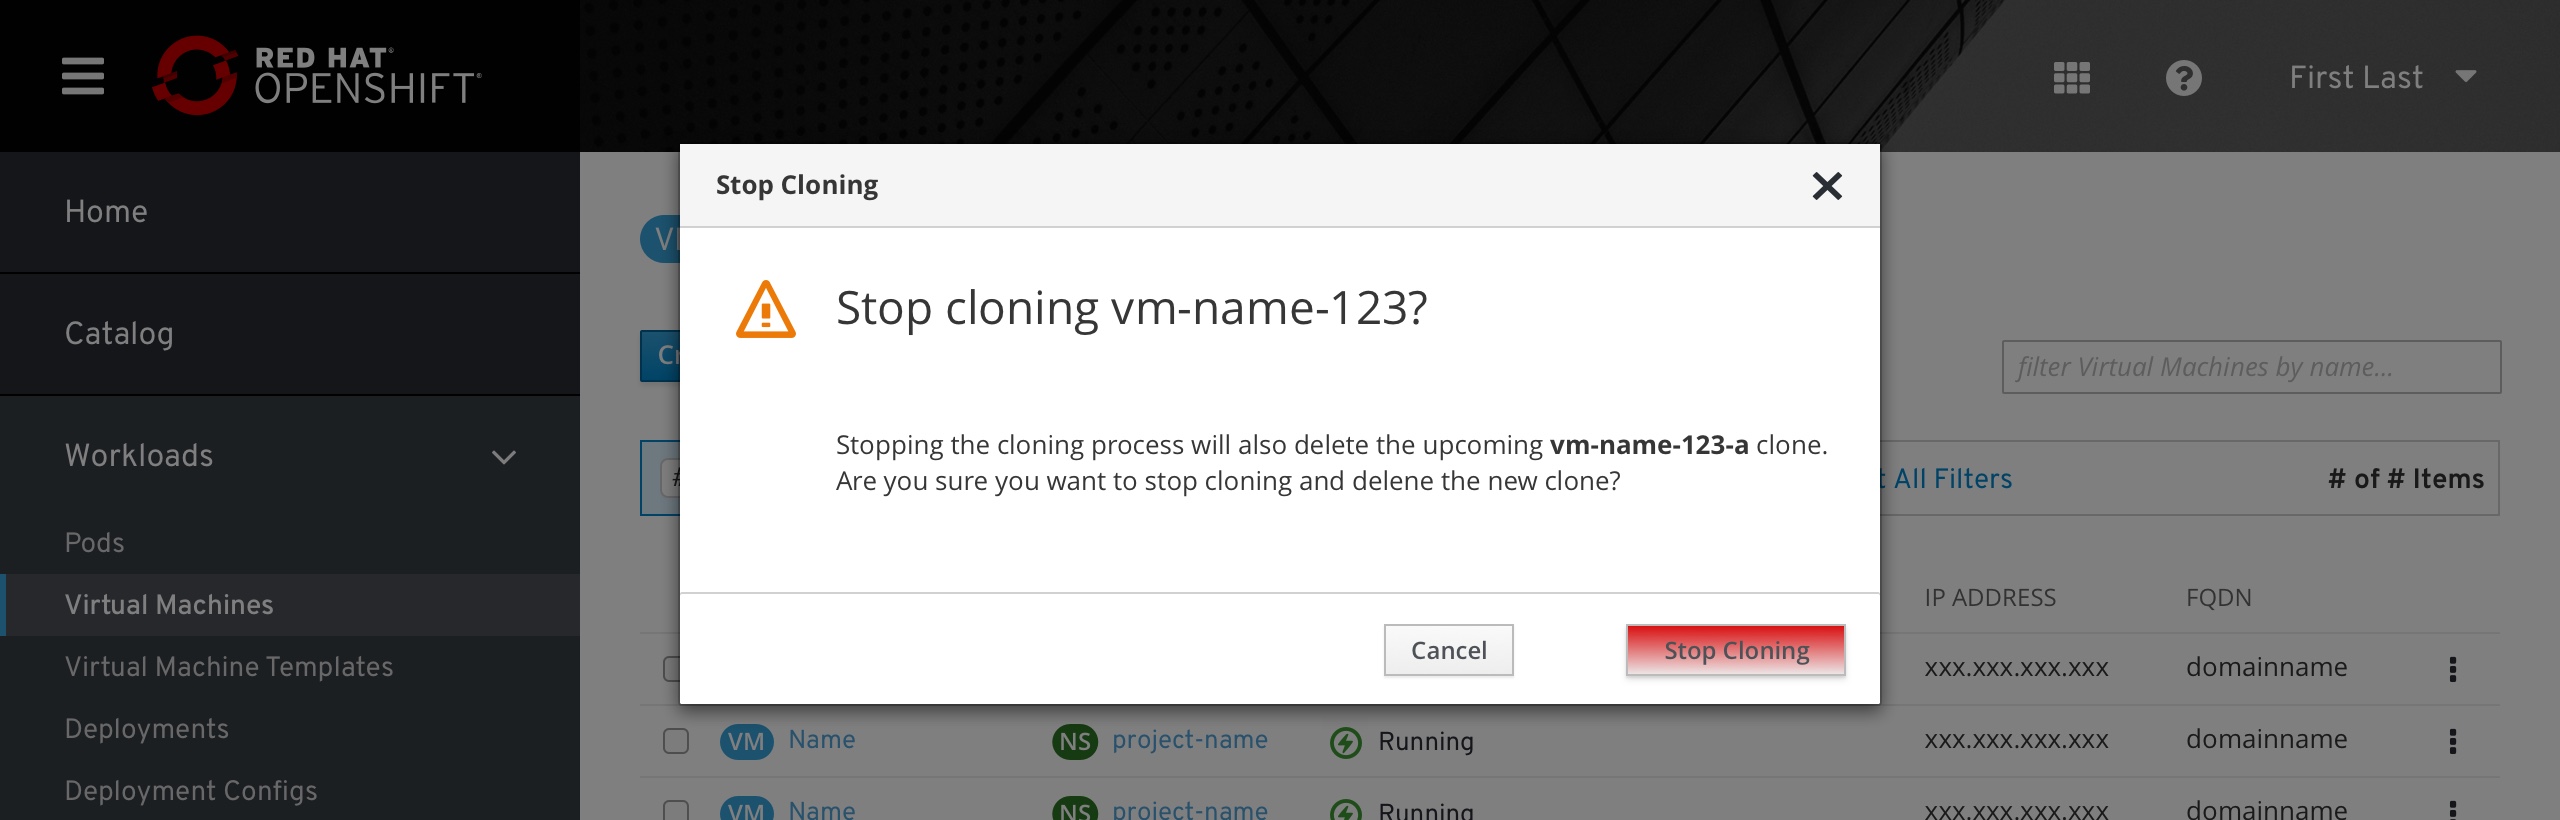 RED HAT®
OPENSHIFT®
First Last
Home
Catalog
Workloads
Pods
Virtual Machines
Virtual Machine Templates
Deployments
Deployment Configs
Stop Cloning
Stop cloning vm-name-123?
Stopping the cloning process will also delete the upcoming vm-name-123-a clone.
Are you sure you want to stop cloning and delene the new clone?
Cancel
Stop Cloning
filter Virtual Machines by name...
All Filters
# of # Items
IP ADDRESS FQDN
xxx.xxx.xxx.xxx domainname
VM Name NS project-name Running xxx.xxx.xxx.xxx domainname
VM Name NS project-name Running xxx.xxx.xxx.xxx domainname